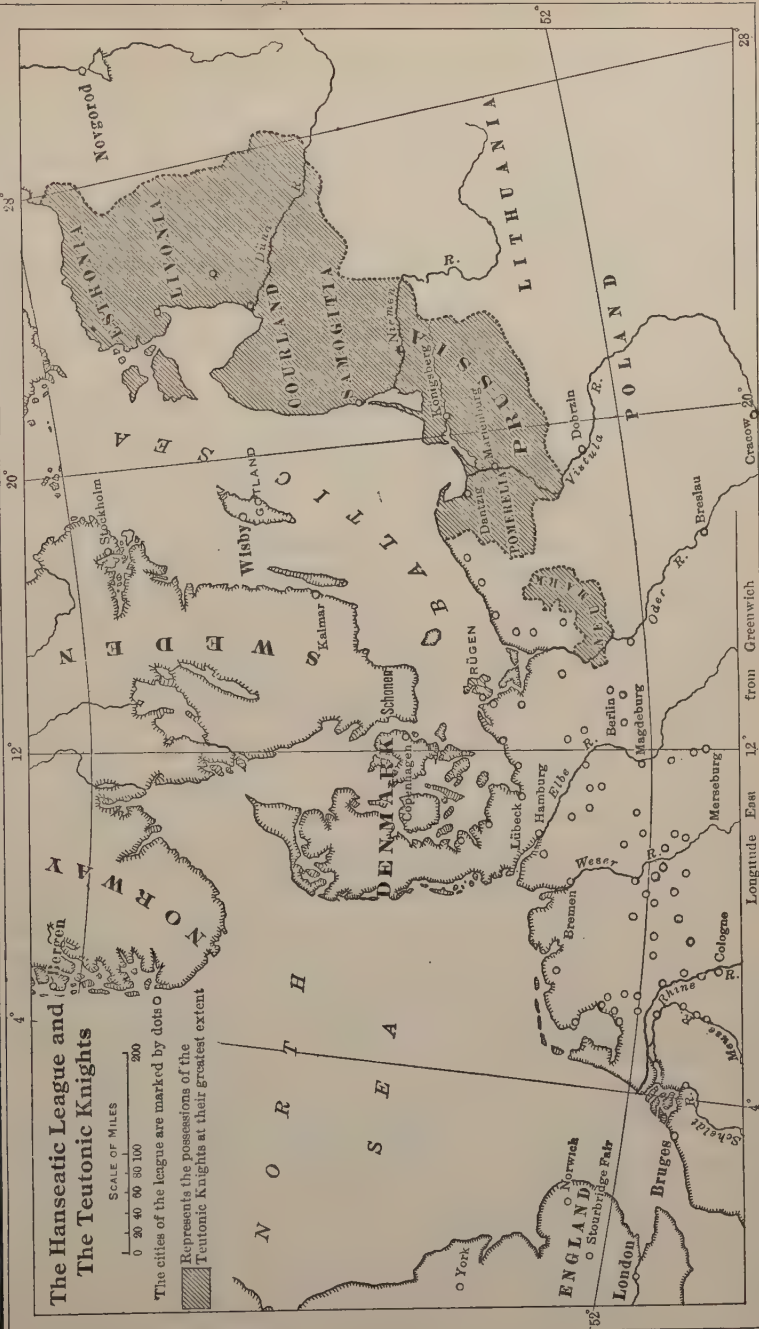 The Hanseatic League and
The Teutonic Knights
SCALE OF MILES
0 20 40 60 80 100 200
The cities of the league are marked by dots
Represents the possessions of the
Teutonic Knights at their greatest extent
4°
12°
20°
28°
NORWAY
Bergen
SWEDEN
Stockholm
Kalmar
Schonen
Wisby
GOTLAND
BALTIC SEA
Novgorod
ESTHONIA
LIVONIA
Düna R.
COURLAND
SAMOGITIA
Nirmen
R.
LITHUANIA
NORTH
SEA
DENMARK
Copenhagen
RÜGEN
Königsberg
Marienburg
PRUSSIA
Dantzig
POMERELIA
NEUMARK
Dobrzin
Vistula R.
POLAND
Cracow
Breslau
Oder R.
Lübeck
Hamburg
Elbe R.
Bremen
Weser R.
Berlin
Magdeburg
Merseburg
Cologne
Rhine R.
Meuse
R.
Scheldt R.
Bruges
York
Norwich
Stourbridge Fair
ENGLAND
London
52°
52
4°
Longitude East 12° from Greenwich
20°
28°